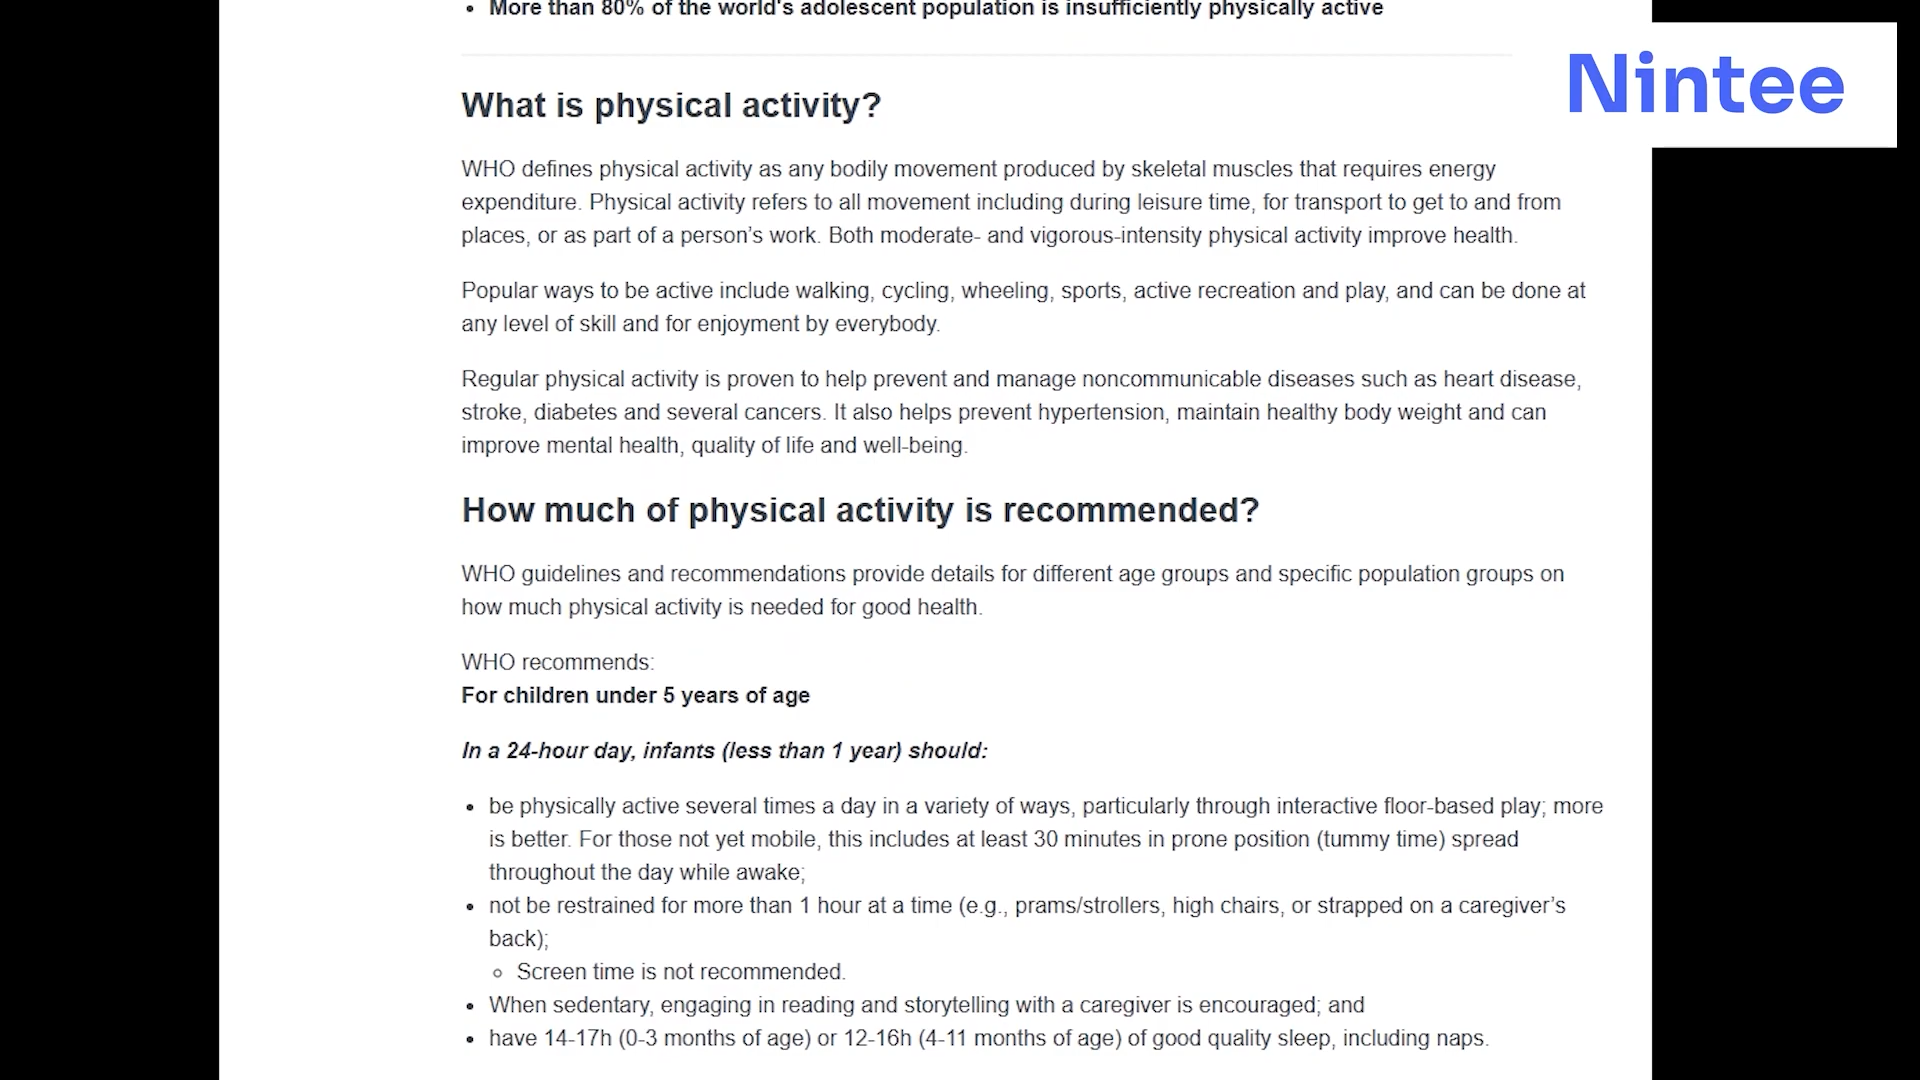 More than 80% of the world's adolescent population is insufficiently physically active
Nintee
What is physical activity?
WHO defines physical activity as any bodily movement produced by skeletal muscles that requires energy
expenditure. Physical activity refers to all movement including during leisure time, for transport to get to and from
places, or as part of a person’s work. Both moderate- and vigorous-intensity physical activity improve health.
Popular ways to be active include walking, cycling, wheeling, sports, active recreation and play, and can be done at
any level of skill and for enjoyment by everybody.
Regular physical activity is proven to help prevent and manage noncommunicable diseases such as heart disease,
stroke, diabetes and several cancers. It also helps prevent hypertension, maintain healthy body weight and can
improve mental health, quality of life and well-being.
How much of physical activity is recommended?
WHO guidelines and recommendations provide details for different age groups and specific population groups on
how much physical activity is needed for good health.
WHO recommends:
For children under 5 years of age
In a 24-hour day, infants (less than 1 year) should:
be physically active several times a day in a variety of ways, particularly through interactive floor-based play; more
is better. For those not yet mobile, this includes at least 30 minutes in prone position (tummy time) spread
throughout the day while awake;
not be restrained for more than 1 hour at a time (e.g., prams/strollers, high chairs, or strapped on a caregiver’s
back);
Screen time is not recommended.
When sedentary, engaging in reading and storytelling with a caregiver is encouraged; and
have 14-17h (0-3 months of age) or 12-16h (4-11 months of age) of good quality sleep, including naps.